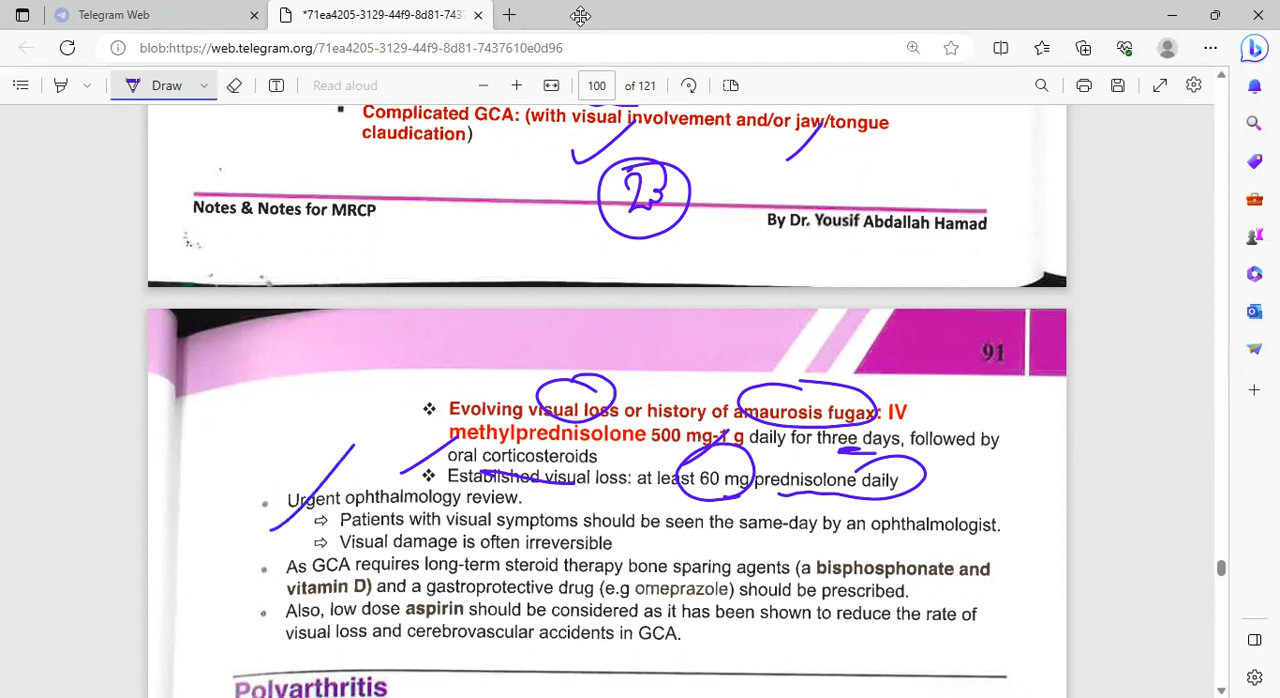 Telegram Web
*71ea4205-3129-44f9-8d81-7437
blob:https://web.telegram.org/71ea4205-3129-44f9-8d81-7437610e0d96
Draw
Read aloud
100 of 121
Complicated GCA: (with visual involvement and/or jaw/tongue
claudication)
23
Notes & Notes for MRCP
By Dr. Yousif Abdallah Hamad
91
Evolving visual loss or history of amaurosis fugax: IV
methylprednisolone 500 mg-1 g daily for three days, followed by
oral corticosteroids
Established visual loss: at least 60 mg prednisolone daily
Urgent ophthalmology review.
Patients with visual symptoms should be seen the same-day by an ophthalmologist.
Visual damage is often irreversible
As GCA requires long-term steroid therapy bone sparing agents (a bisphosphonate and
vitamin D) and a gastroprotective drug (e.g omeprazole) should be prescribed.
Also, low dose aspirin should be considered as it has been shown to reduce the rate of
visual loss and cerebrovascular accidents in GCA.
Polyarthritis